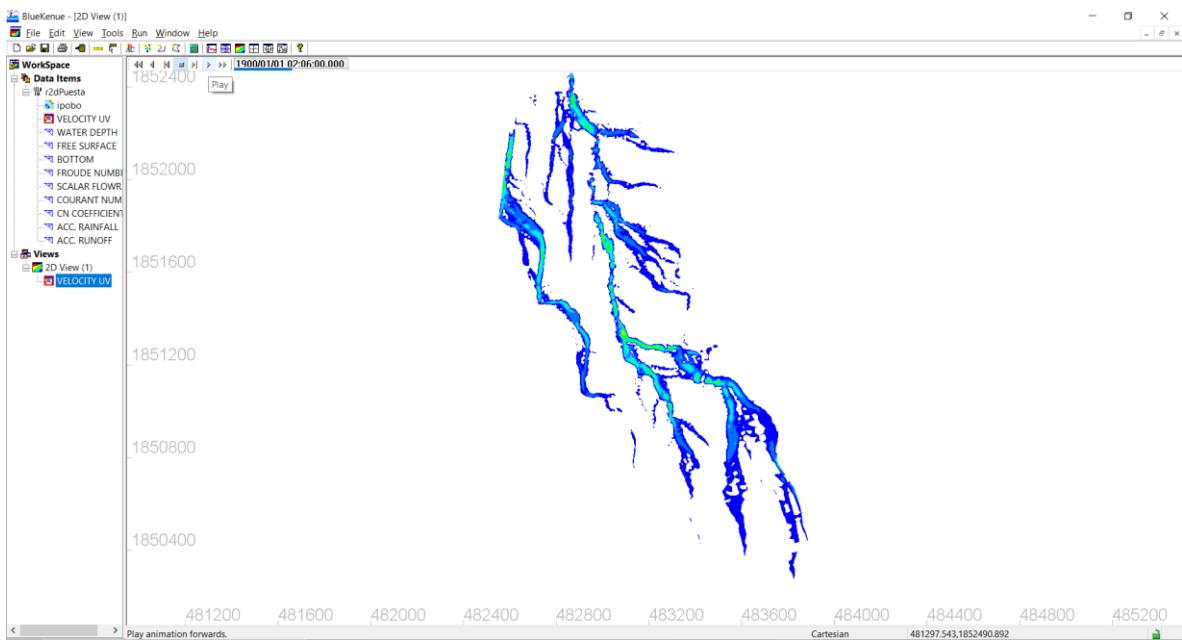 BlueKenue - [2D View (1)]
File Edit View Tools Run Window Help
1900/01/01 02:06:00.000
Play
WorkSpace
Data Items
r2dPuesta
ipobo
VELOCITY UV
WATER DEPTH
FREE SURFACE
BOTTOM
FROUDE NUMB
SCALAR FLOWR
COURANT NUM
CN COEFFICIENT
ACC. RAINFALL
ACC. RUNOFF
Views
2D View (1)
VELOCITY UV
1852400
1852000
1851600
1851200
1850800
1850400
481200 481600 482000 482400 482800 483200 483600 484000 484400 484800 485200
Play animation forwards. Cartesian 481297.543,1852490.892